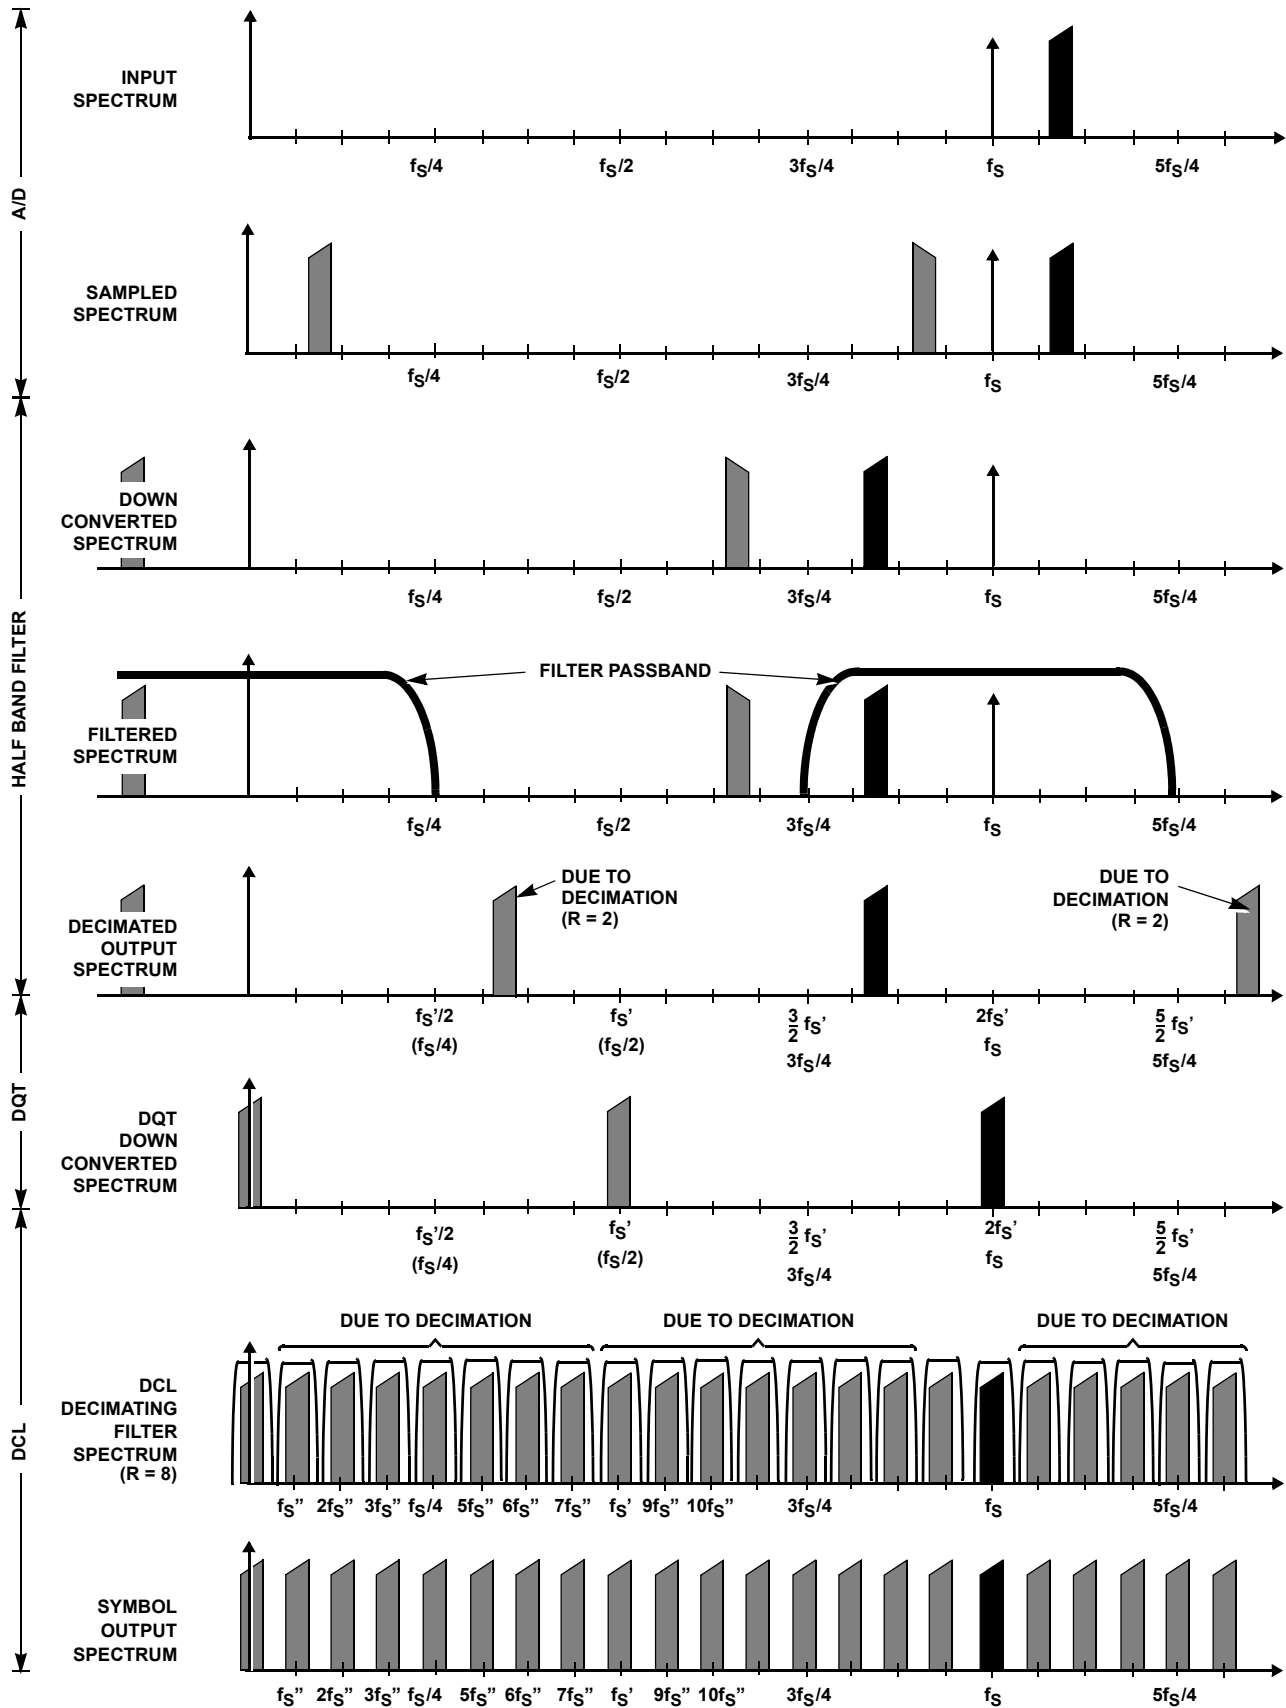 A/D
INPUT
SPECTRUM
fS/4 fS/2 3fS/4 fS 5fS/4
SAMPLED
SPECTRUM
fS/4 fS/2 3fS/4 fS 5fS/4
HALF BAND FILTER
DOWN
CONVERTED
SPECTRUM
fS/4 fS/2 3fS/4 fS 5fS/4
FILTER PASSBAND
FILTERED
SPECTRUM
fS/4 fS/2 3fS/4 fS 5fS/4
DUE TO
DECIMATION
(R = 2)
DUE TO
DECIMATION
(R = 2)
DECIMATED
OUTPUT
SPECTRUM
fS'/2 fS' 3/2 fS' 2fS' 5/2 fS'
(fS/4) (fS/2) 3fS/4 fS 5fS/4
DQT
DQT
DOWN
CONVERTED
SPECTRUM
fS'/2 fS' 3/2 fS' 2fS' 5/2 fS'
(fS/4) (fS/2) 3fS/4 fS 5fS/4
DCL
DUE TO DECIMATION DUE TO DECIMATION DUE TO DECIMATION
DCL
DECIMATING
FILTER
SPECTRUM
(R = 8)
fS” 2fS” 3fS” fS/4 5fS” 6fS” 7fS” fS' 9fS” 10fS” 3fS/4 fS 5fS/4
SYMBOL
OUTPUT
SPECTRUM
fS” 2fS” 3fS” fS/4 5fS” 6fS” 7fS” fS' 9fS” 10fS” 3fS/4 fS 5fS/4